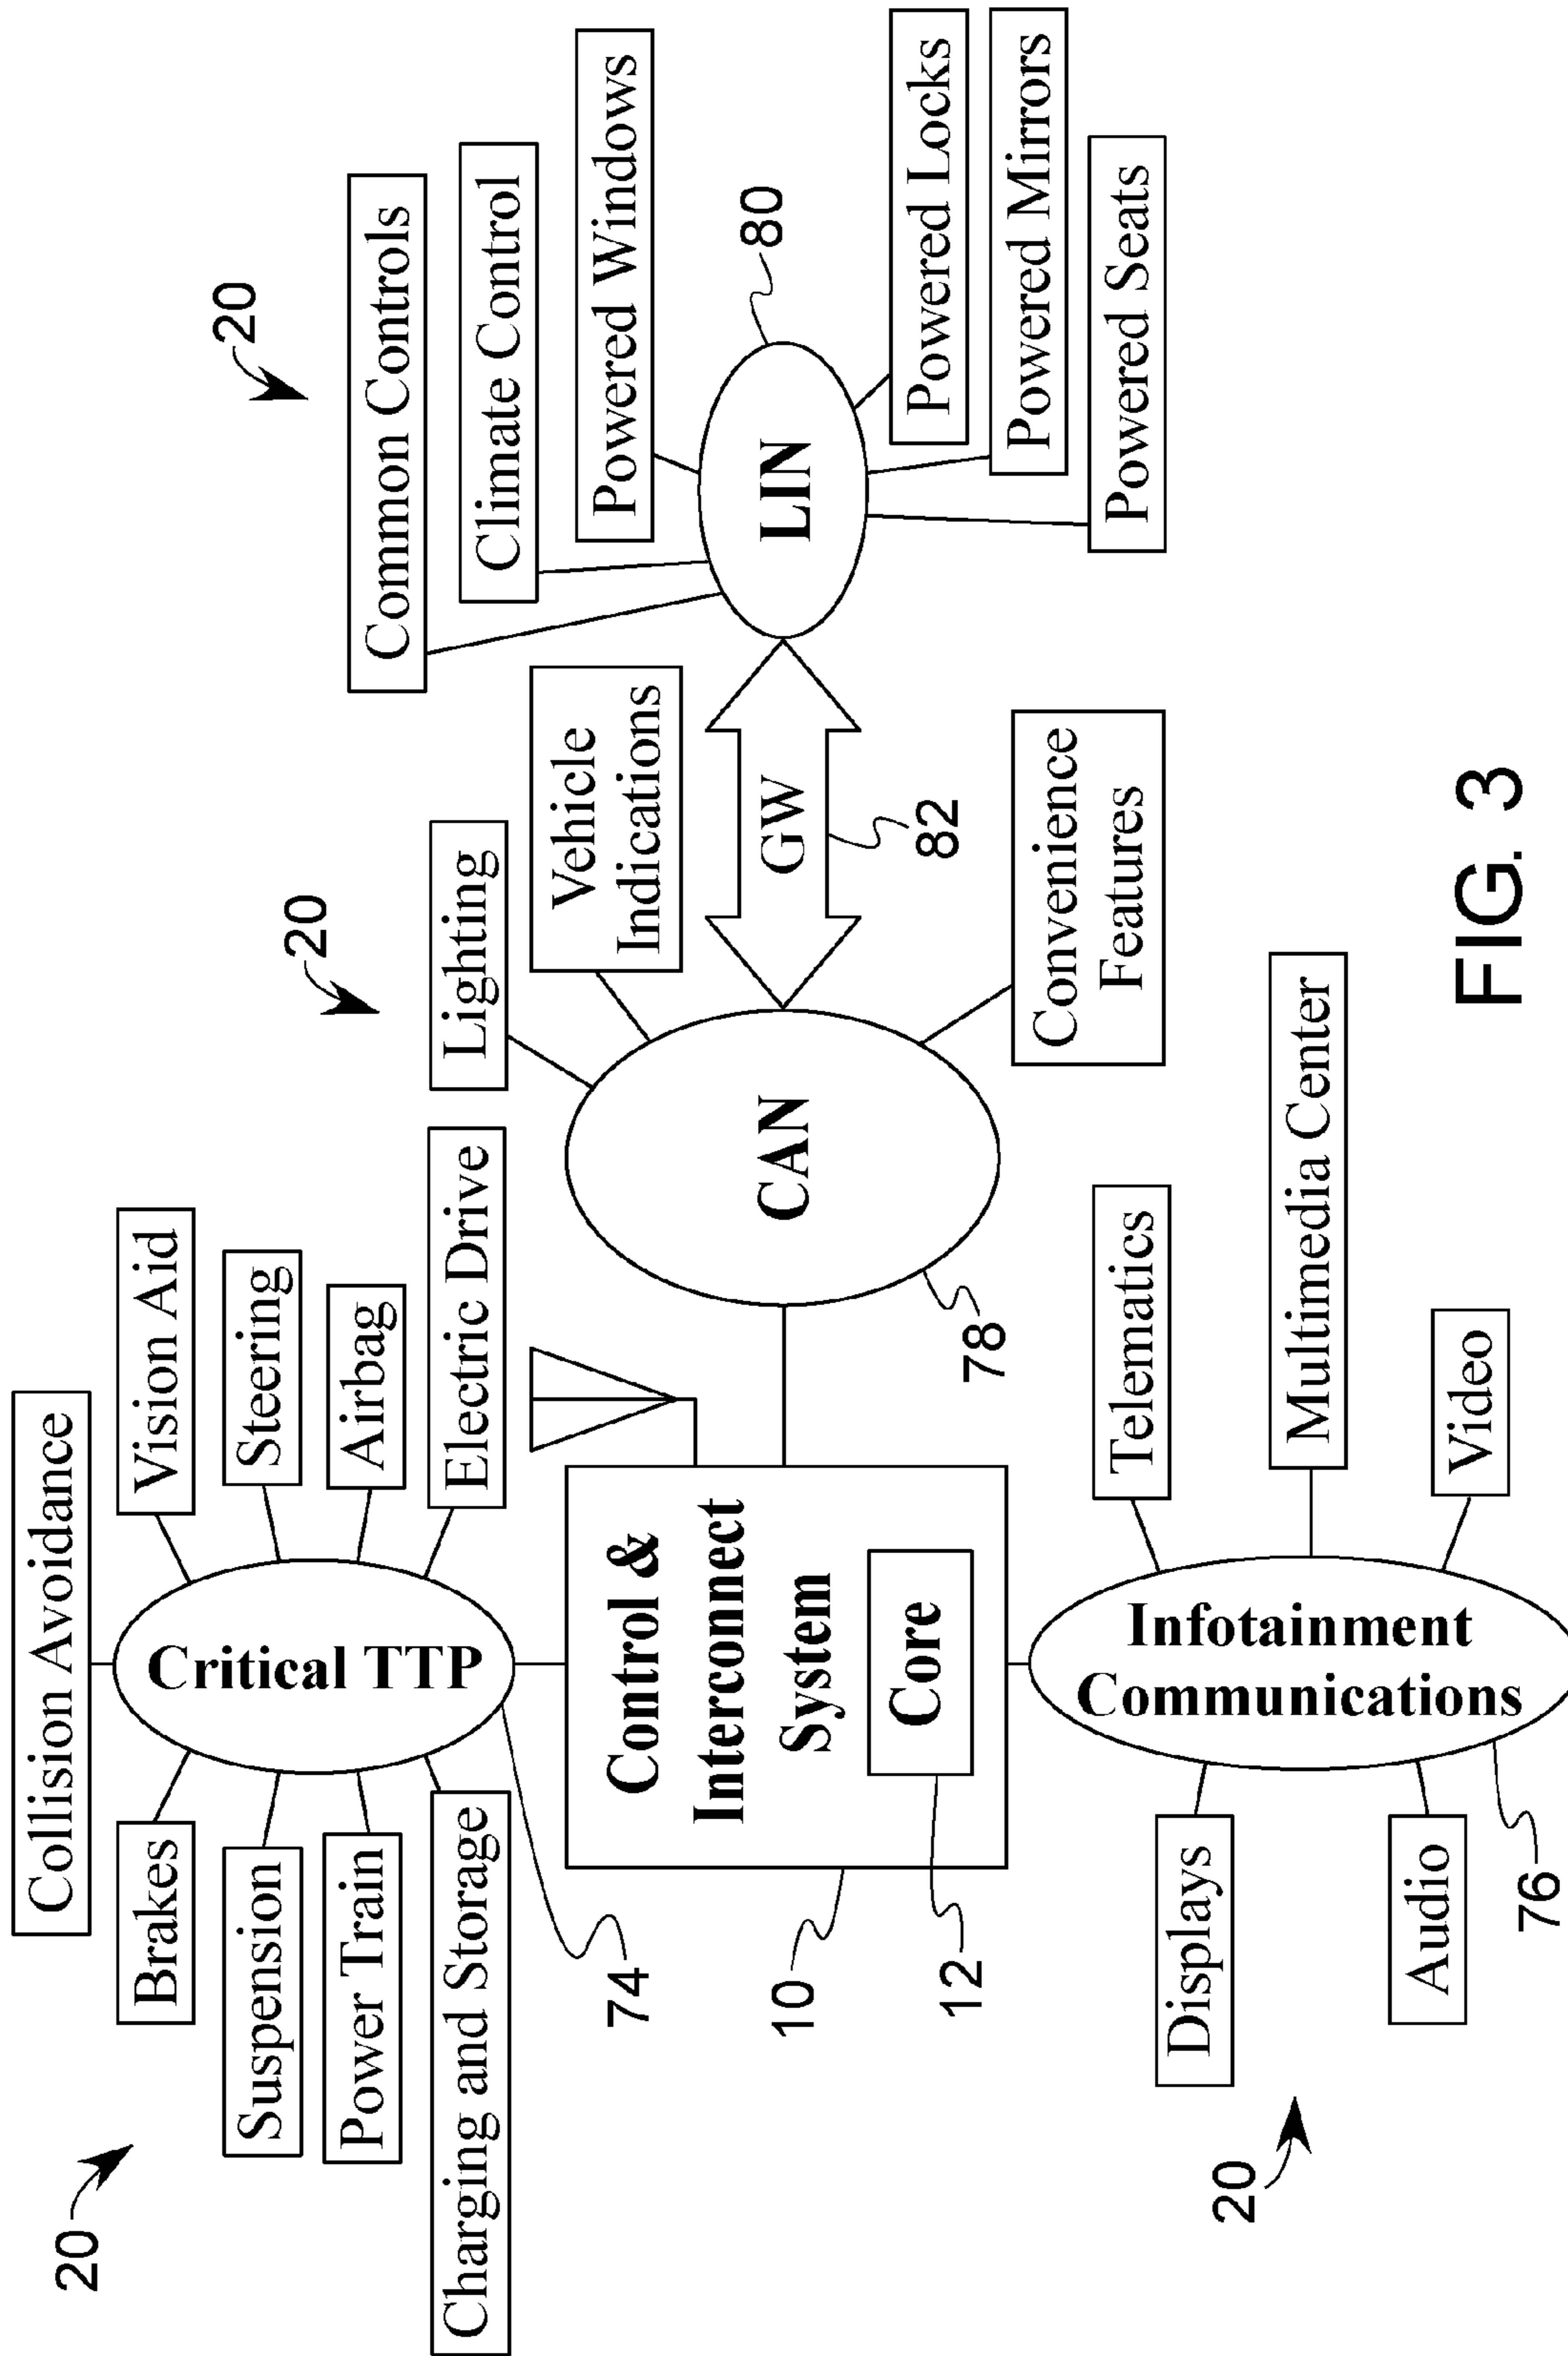 20
Collision Avoidance
Brakes
Vision Aid
Suspension
Steering
Power Train
Airbag
Charging and Storage
Electric Drive
Critical TTP
74
Control &
Interconnect
System
Core
10
12
Infotainment
Communications
76
Displays
Audio
Telematics
Multimedia Center
Video
20
20
Lighting
Vehicle
Indications
CAN
78
Convenience
Features
GW
82
20
Common Controls
Climate Control
Powered Windows
LIN
80
Powered Locks
Powered Mirrors
Powered Seats
FIG. 3